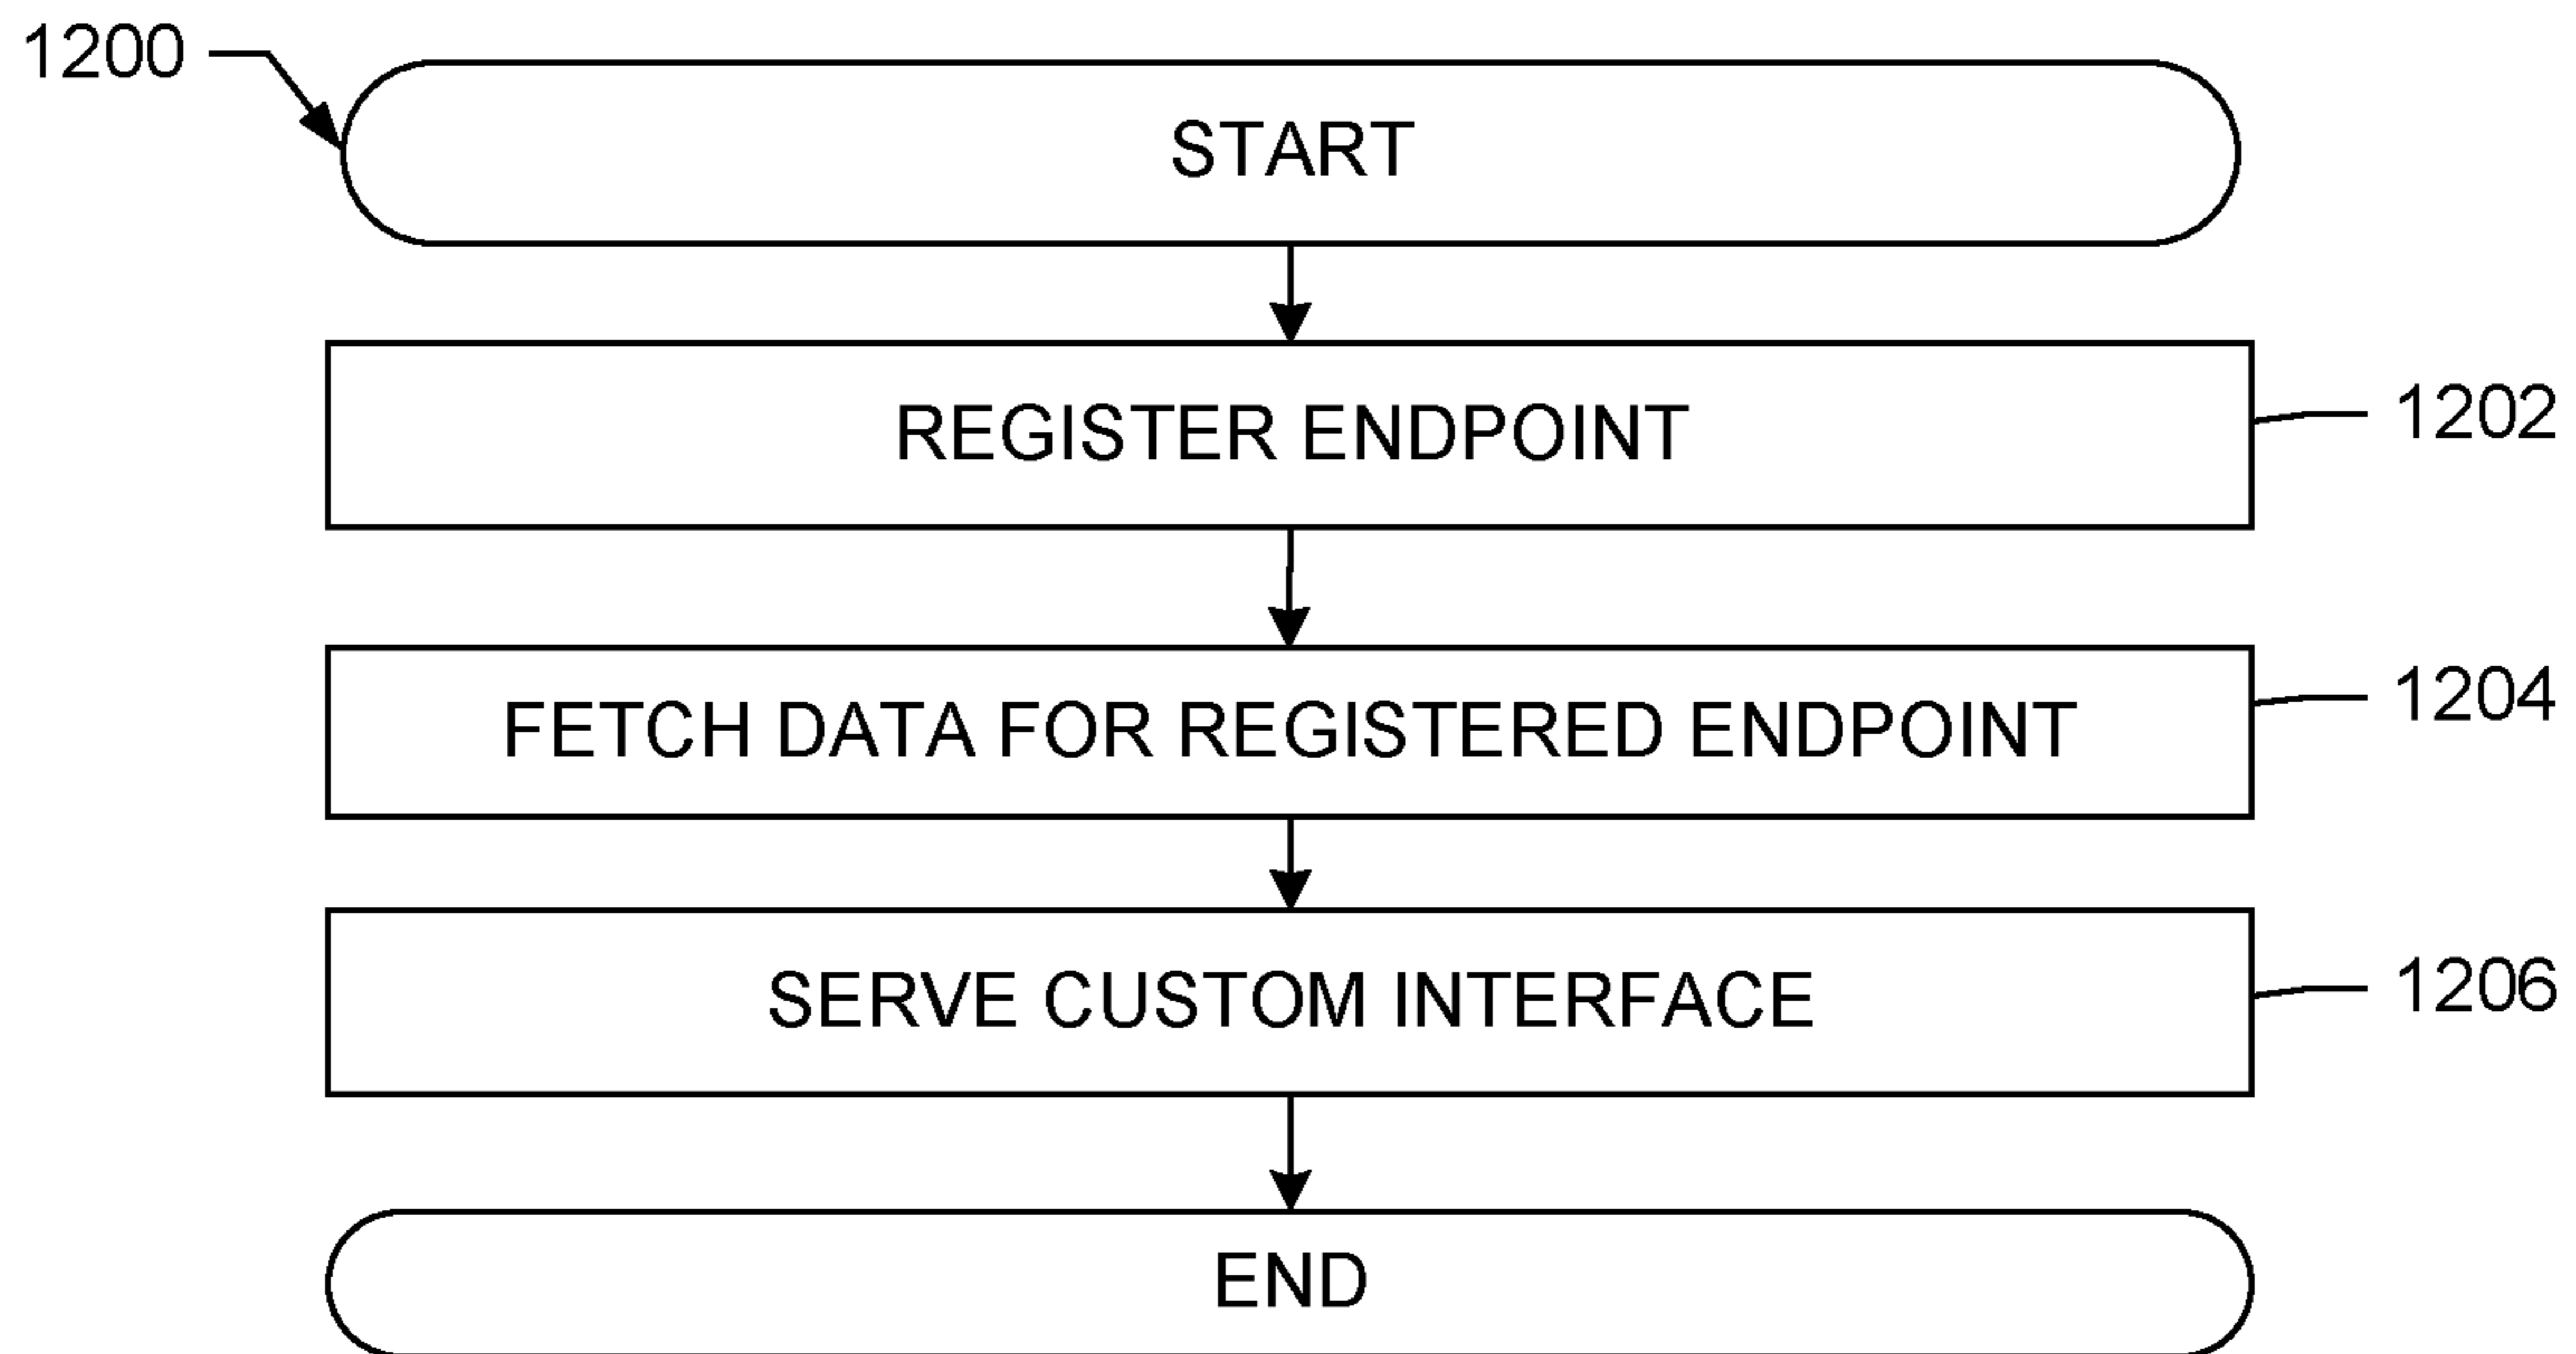 1200
START
REGISTER ENDPOINT
1202
FETCH DATA FOR REGISTERED ENDPOINT
1204
SERVE CUSTOM INTERFACE
1206
END